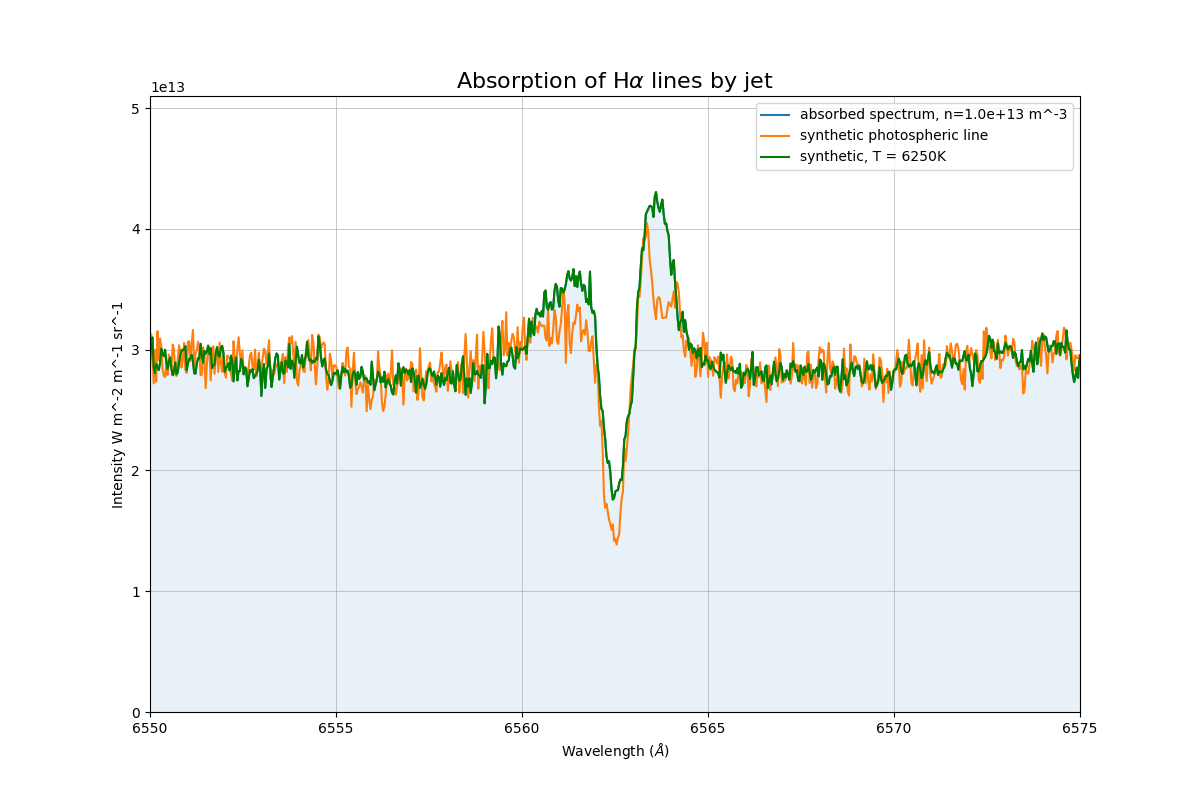 Absorption of Hα lines by jet
1e13
absorbed spectrum, n=1.0e+13 m^-3
synthetic photospheric line
synthetic, T = 6250K
5
4
3
2
1
0
Intensity W m^-2 m^-1 sr^-1
6550 6555 6560 6565 6570 6575
Wavelength (Å)